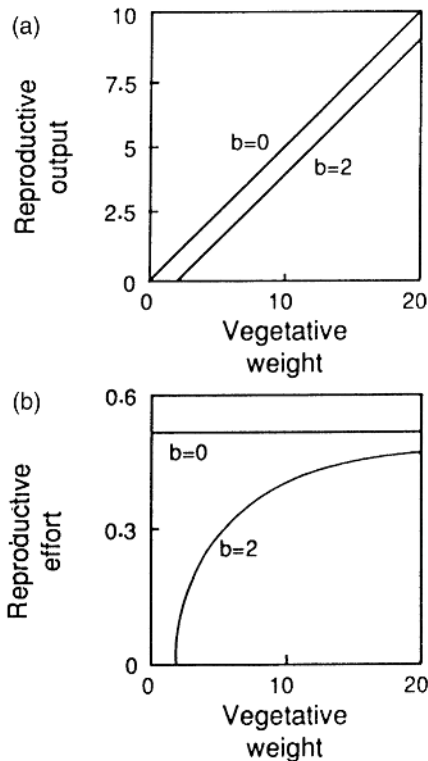 (a)
Reproductive
output
10
7.5
5
2.5
0
b=0
b=2
0
10
20
Vegetative
weight
(b)
Reproductive
effort
0·6
0.3
0
b=0
b=2
0
10
20
Vegetative
weight